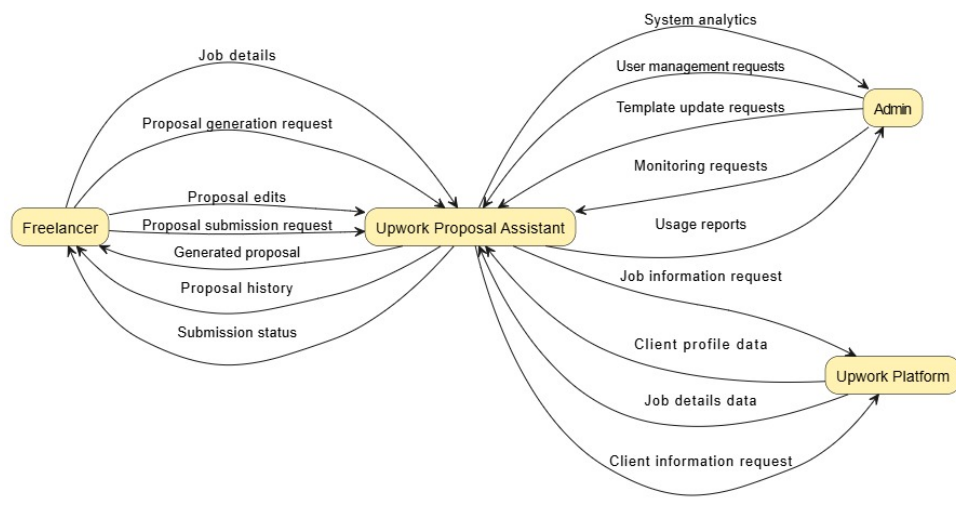 System analytics
Job details
User management requests
Template update requests
Admin
Proposal generation request
Monitoring requests
Proposal edits
Proposal submission request
Usage reports
Freelancer
Upwork Proposal Assistant
Generated proposal
Job information request
Proposal history
Submission status
Client profile data
Upwork Platform
Job details data
Client information request